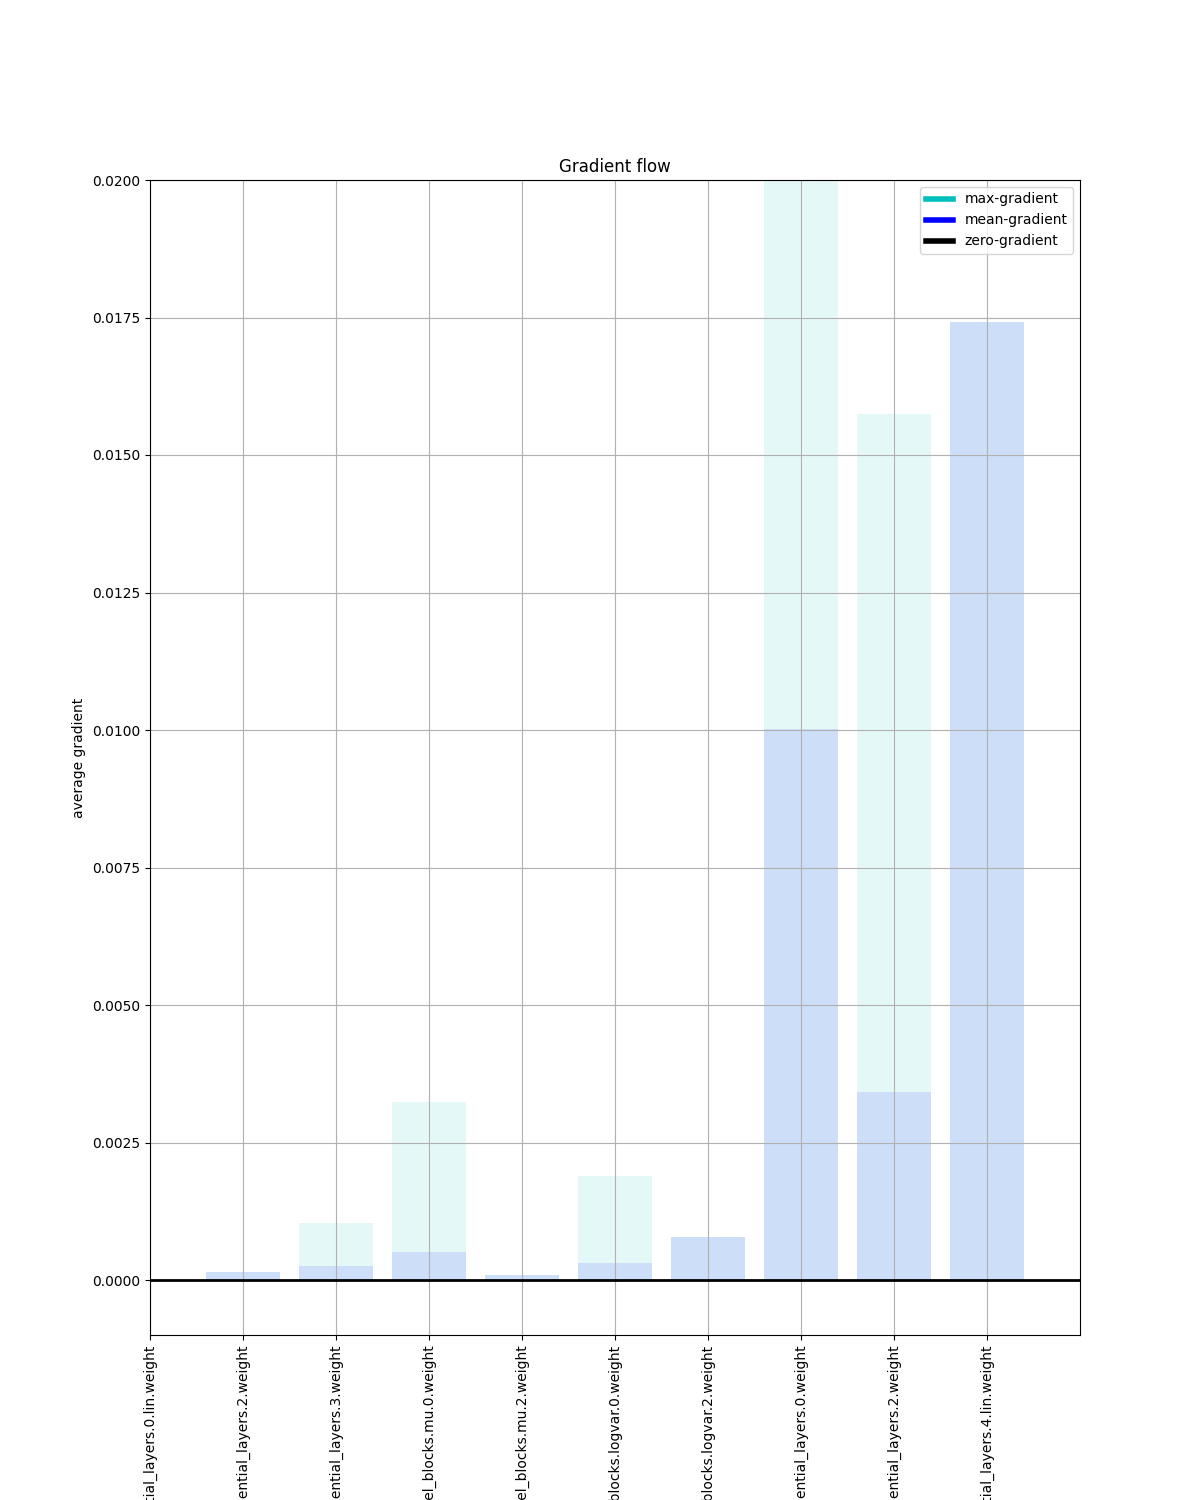 Gradient flow
max-gradient
mean-gradient
zero-gradient
0.0200
0.0175
0.0150
0.0125
0.0100
0.0075
0.0050
0.0025
0.0000
average gradient
tial_layers.0.lin.weight
ential_layers.2.weight
ential_layers.3.weight
el_blocks.mu.0.weight
el_blocks.mu.2.weight
blocks.logvar.0.weight
blocks.logvar.2.weight
ential_layers.0.weight
ential_layers.2.weight
tial_layers.4.lin.weight